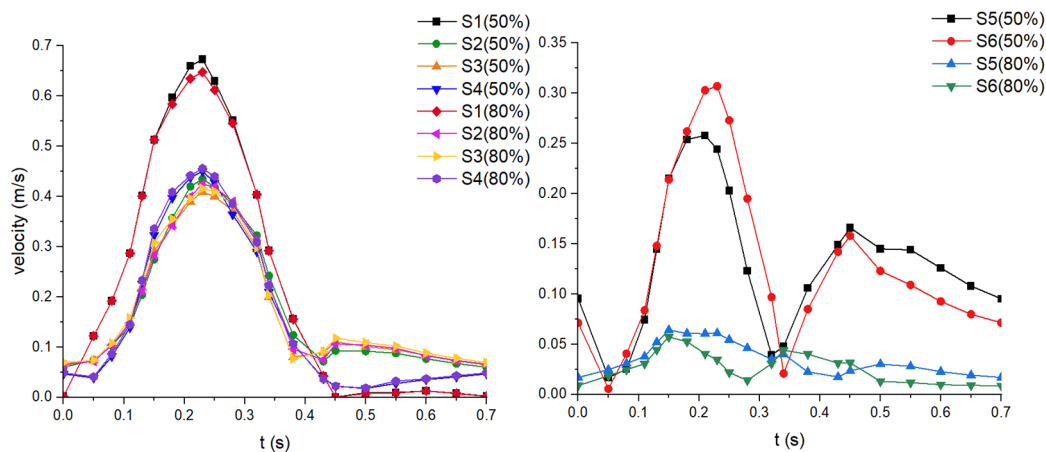 S1(50%)
S2(50%)
S3(50%)
S4(50%)
S1(80%)
S2(80%)
S3(80%)
S4(80%)
0.7
0.6
0.5
0.4
0.3
0.2
0.1
0.0
velocity (m/s)
0.0 0.1 0.2 0.3 0.4 0.5 0.6 0.7
t (s)
S5(50%)
S6(50%)
S5(80%)
S6(80%)
0.35
0.30
0.25
0.20
0.15
0.10
0.05
0.00
0.0 0.1 0.2 0.3 0.4 0.5 0.6 0.7
t (s)